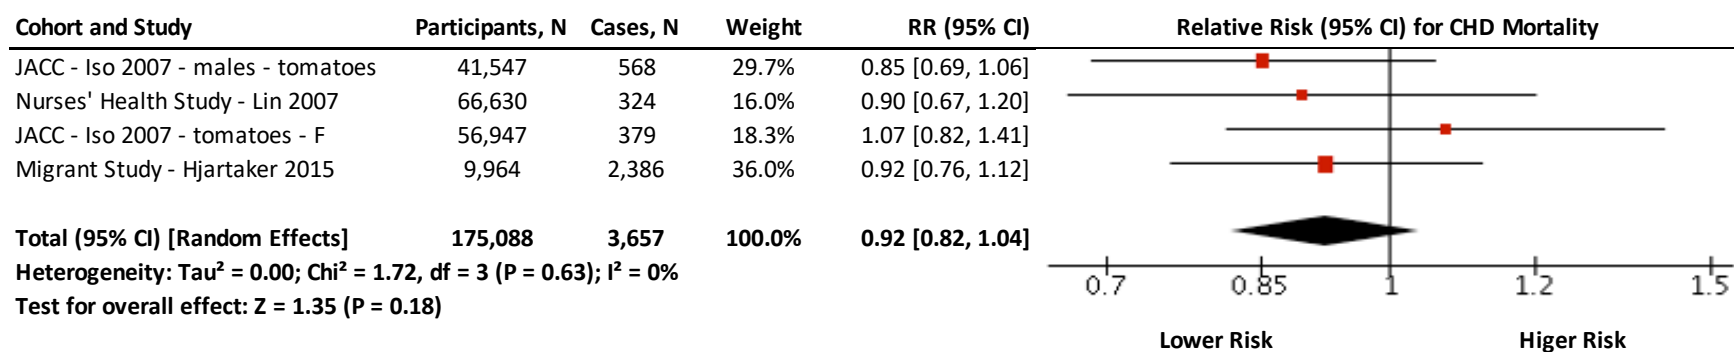 Cohort and Study Participants, N Cases, N Weight RR (95% CI) Relative Risk (95% CI) for CHD Mortality
JACC - Iso 2007 - males - tomatoes 41,547 568 29.7% 0.85 [0.69, 1.06]
Nurses' Health Study - Lin 2007 66,630 324 16.0% 0.90 [0.67, 1.20]
JACC - Iso 2007 - tomatoes - F 56,947 379 18.3% 1.07 [0.82, 1.41]
Migrant Study - Hjartaker 2015 9,964 2,386 36.0% 0.92 [0.76, 1.12]
Total (95% CI) [Random Effects] 175,088 3,657 100.0% 0.92 [0.82, 1.04]
Heterogeneity: Tau² = 0.00; Chi² = 1.72, df = 3 (P = 0.63); I² = 0%
0.7 0.85 1 1.2 1.5
Test for overall effect: Z = 1.35 (P = 0.18)
Lower Risk Higer Risk